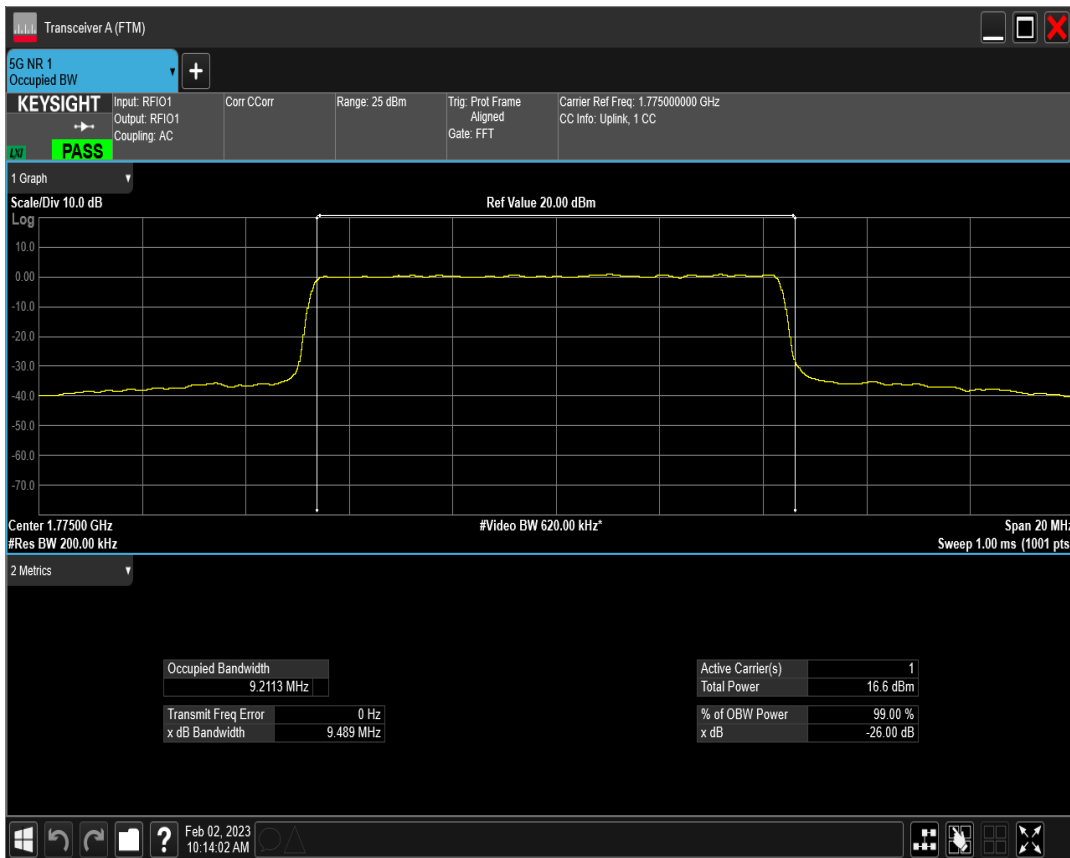 Transceiver A (FTM)
5G NR 1
Occupied BW
+
KEYSIGHT
LXI
PASS
Input: RFIO1
Output: RFIO1
Coupling: AC
Corr CCorr
Range: 25 dBm
Trig: Prot Frame
Aligned
Gate: FFT
Carrier Ref Freq: 1.775000000 GHz
CC Info: Uplink, 1 CC
1 Graph
Scale/Div 10.0 dB
Ref Value 20.00 dBm
Log
10.0
0.00
-10.0
-20.0
-30.0
-40.0
-50.0
-60.0
-70.0
Center 1.77500 GHz
#Video BW 620.00 kHz*
Span 20 MHz
#Res BW 200.00 kHz
Sweep 1.00 ms (1001 pts
2 Metrics
Occupied Bandwidth
9.2113 MHz
Transmit Freq Error 0 Hz
x dB Bandwidth 9.489 MHz
Active Carrier(s) 1
Total Power 16.6 dBm
% of OBW Power 99.00 %
x dB -26.00 dB
?
Feb 02, 2023
10:14:02 AM